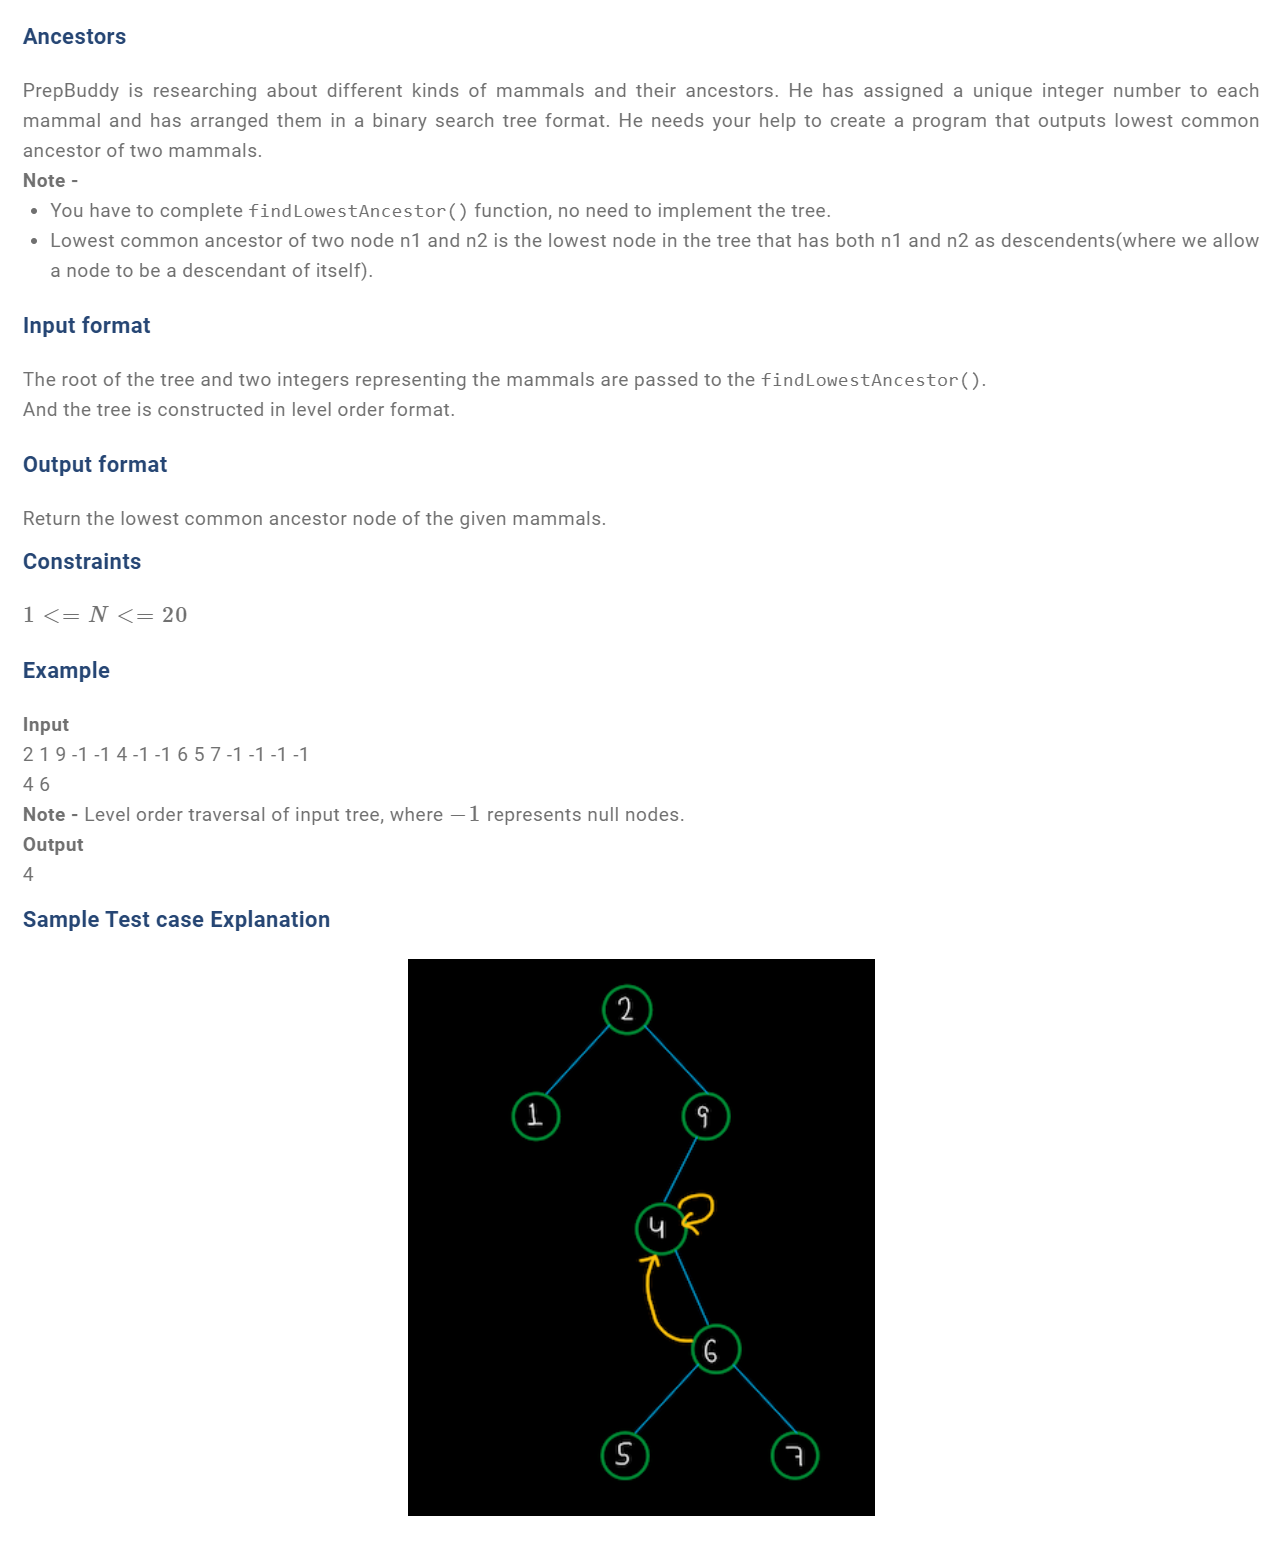 Ancestors
PrepBuddy is researching about different kinds of mammals and their ancestors. He has assigned a unique integer number to each
mammal and has arranged them in a binary search tree format. He needs your help to create a program that outputs lowest common
ancestor of two mammals.
Note -
• You have to complete findLowestAncestor() function, no need to implement the tree.
• Lowest common ancestor of two node n1 and n2 is the lowest node in the tree that has both n1 and n2 as descendents(where we allow
a node to be a descendant of itself).
Input format
The root of the tree and two integers representing the mammals are passed to the findLowestAncestor().
And the tree is constructed in level order format.
Output format
Return the lowest common ancestor node of the given mammals.
Constraints
1 <= N <= 20
Example
Input
2 1 9 -1 -1 4 -1 -1 6 5 7 -1 -1 -1 -1
4 6
Note - Level order traversal of input tree, where −1 represents null nodes.
Output
4
Sample Test case Explanation
2
1 9
4
6
5 7